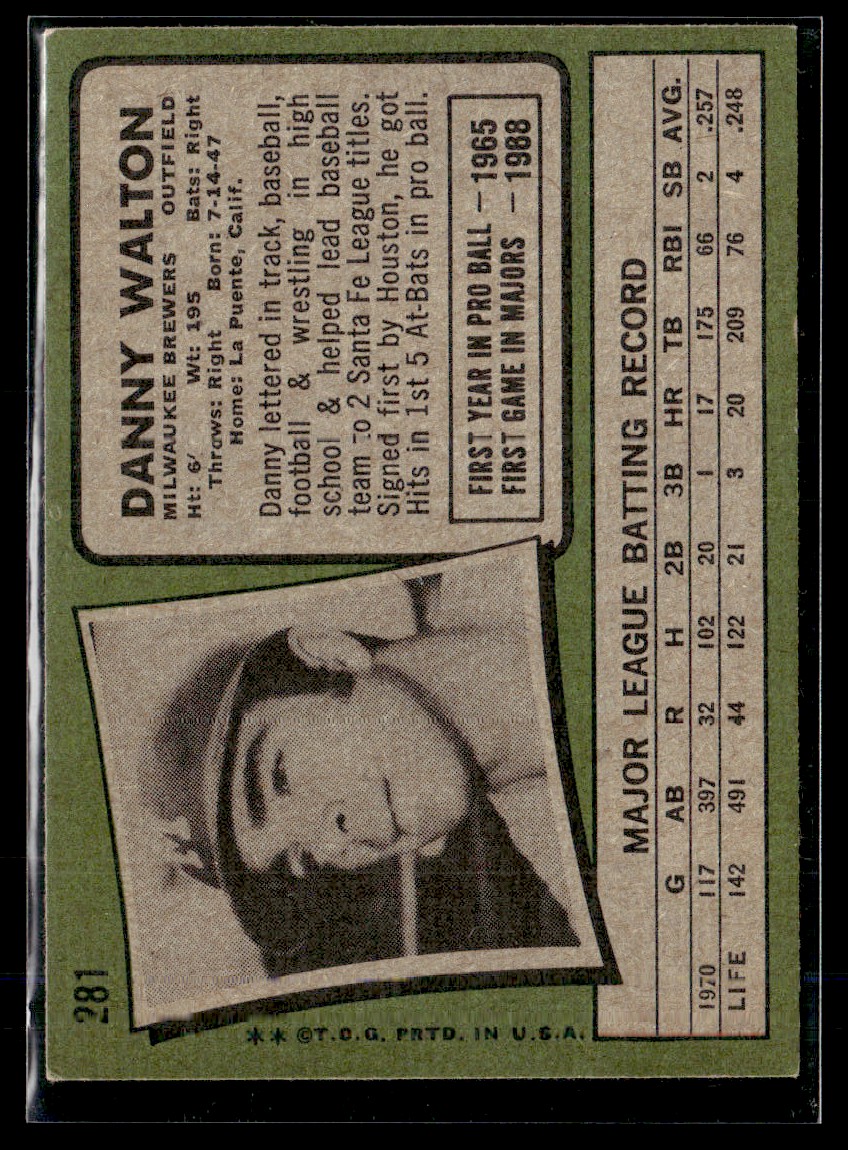 281
DANNY WALTON
MILWAUKEE BREWERS OUTFIELD
Ht: 6' Wt: 195 Bats: Right
Throws: Right Born: 7-14-47
Home: La Puente, Calif.
Danny lettered in track, baseball,
football & wrestling in high
school & helped lead baseball
team to 2 Santa Fe League titles.
Signed first by Houston, he got
Hits in 1st 5 At-Bats in pro ball.
FIRST YEAR IN PRO BALL — 1965
FIRST GAME IN MAJORS — 1988
** ©T.C.G. PRTD. IN U.S.A.
MAJOR LEAGUE BATTING RECORD
G AB R H 2B 3B HR TB RBI SB AVG.
1970 117 397 32 102 20 1 17 175 66 2 .257
LIFE 142 491 44 122 21 3 20 209 76 4 .248